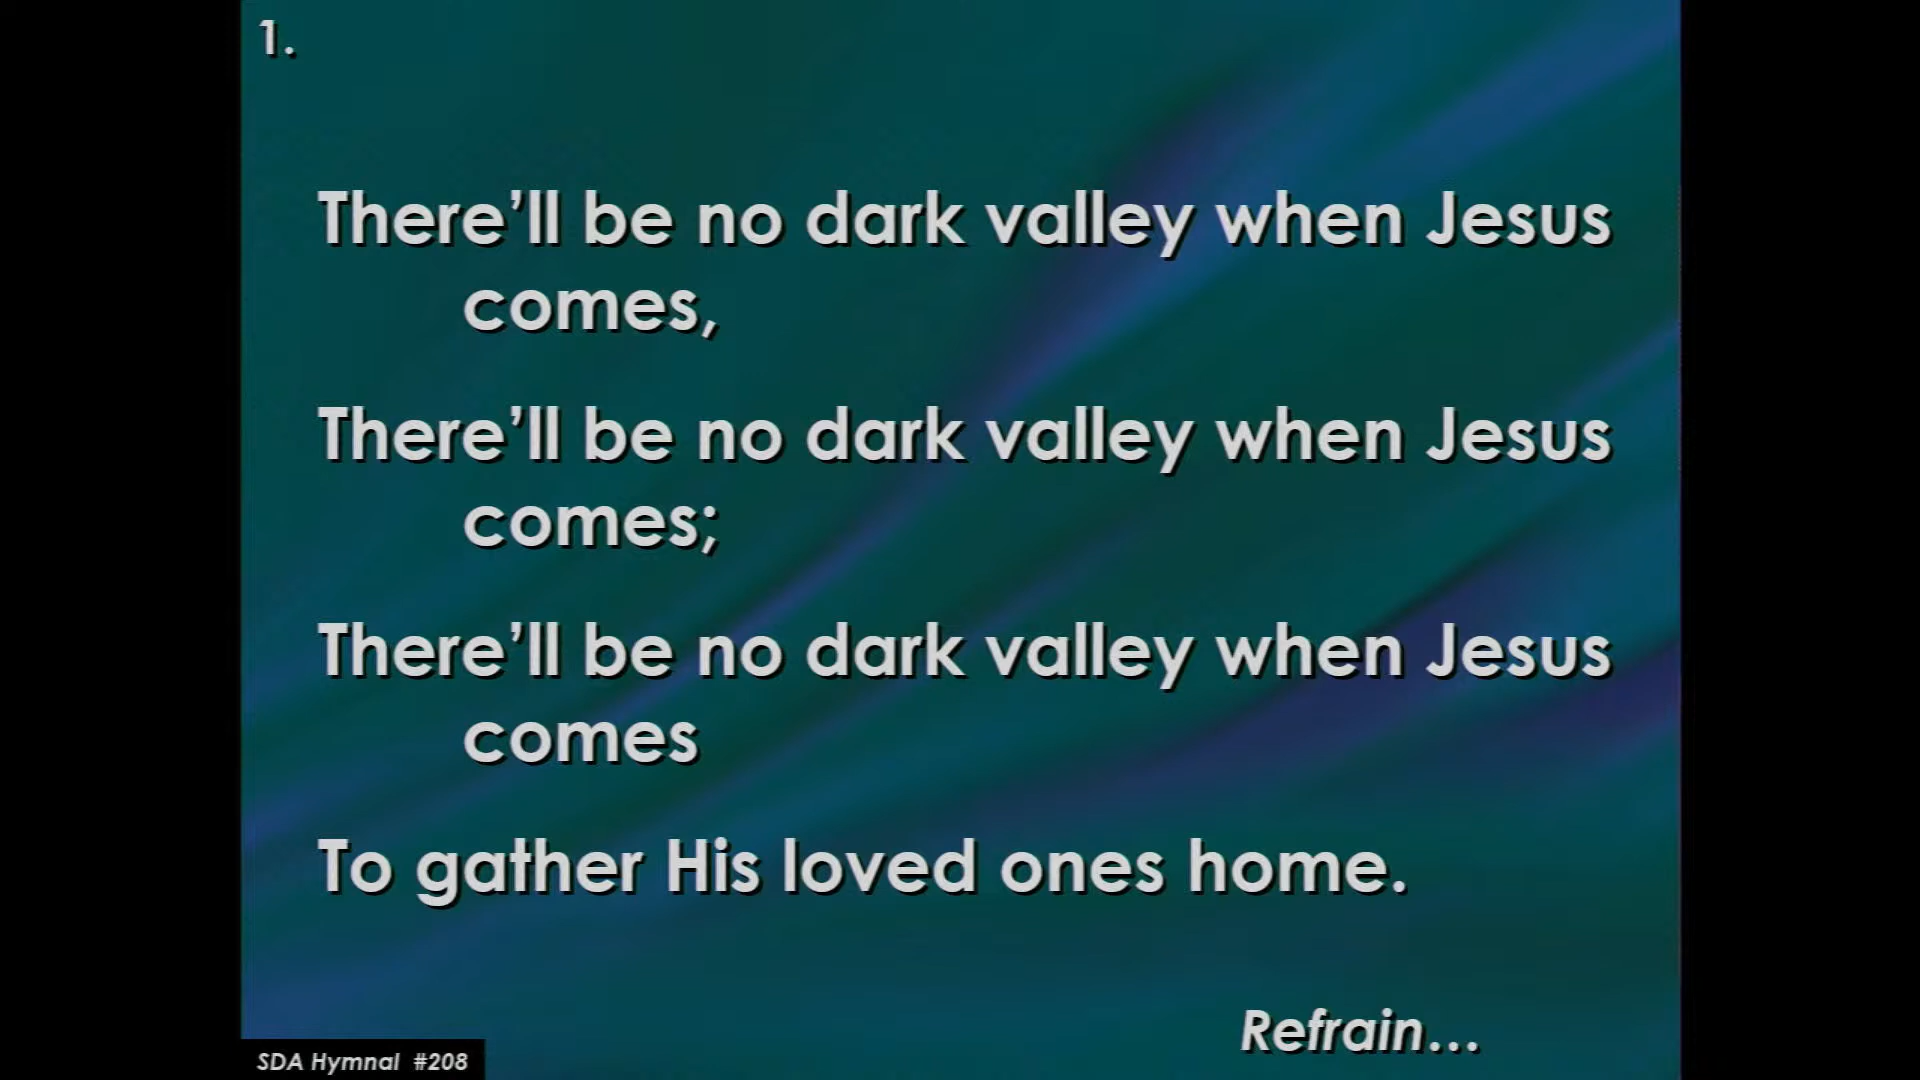 1.
There’ll be no dark valley when Jesus
comes,
There’ll be no dark valley when Jesus
comes;
There’ll be no dark valley when Jesus
comes
To gather His loved ones home.
Refrain...
SDA Hymnal #208